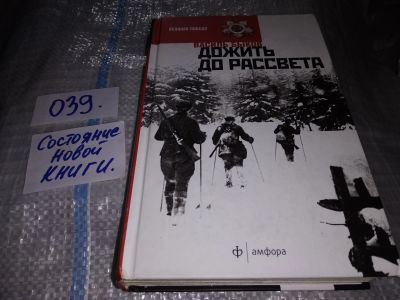 ВЕЛИКАЯ ПОБЕДА
ВАСИЛЬ БЫКОВ
ДОЖИТЬ
ДО РАССВЕТА
039.
Состояние
новой
книги.
ф
амфора